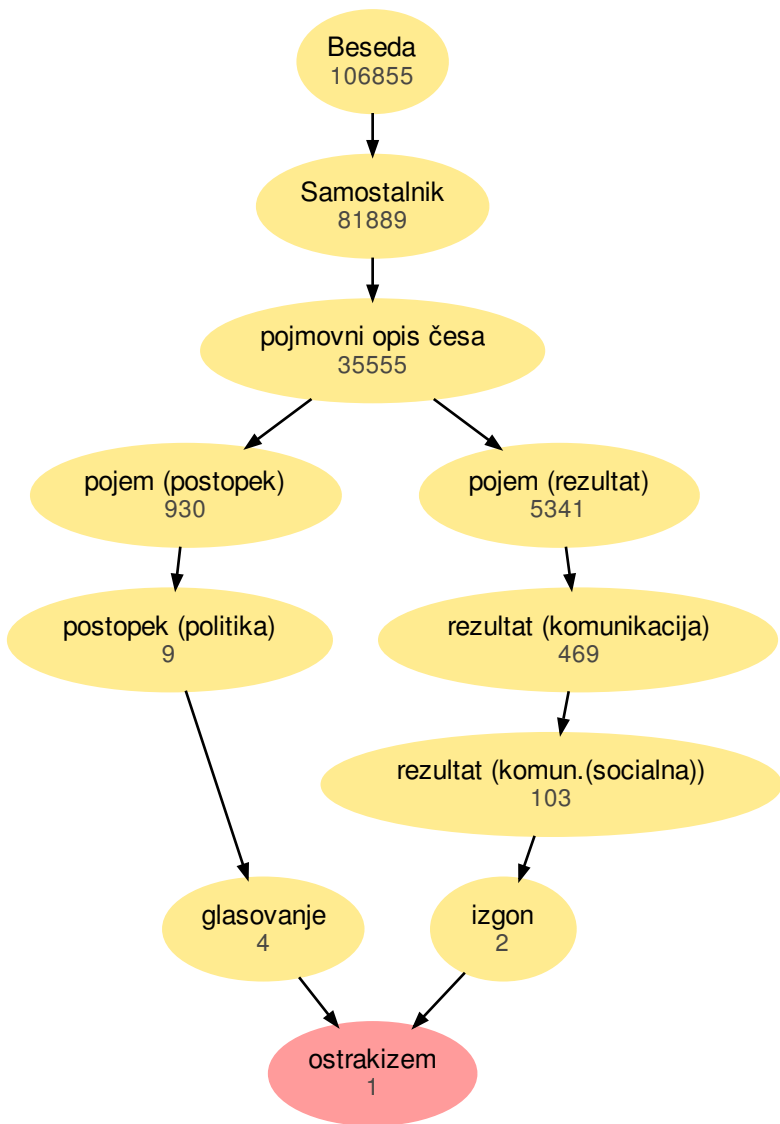 Beseda
106855
Samostalnik
81889
pojmovni opis česa
35555
pojem (postopek)
930
pojem (rezultat)
5341
postopek (politika)
9
rezultat (komunikacija)
469
rezultat (komun.(socialna))
103
glasovanje
4
izgon
2
ostrakizem
1